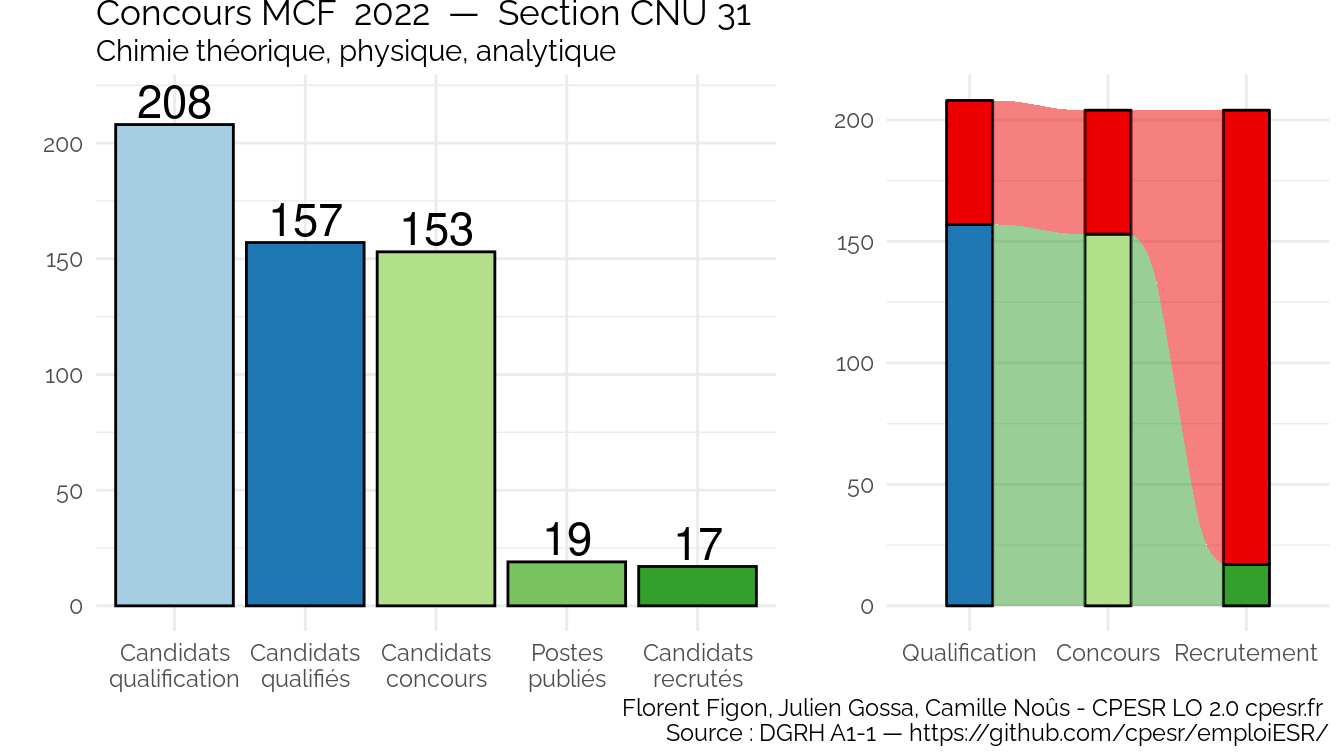 Concours MCF 2022 — Section CNU 31
Chimie théorique, physique, analytique
208
157
153
19
17
200
150
100
50
0
Candidats qualification
Candidats qualifiés
Candidats concours
Postes publiés
Candidats recrutés
200
150
100
50
0
Qualification Concours Recrutement
Florent Figon, Julien Gossa, Camille Noûs - CPESR LO 2.0 cpesr.fr
Source : DGRH A1-1 — https://github.com/cpesr/emploiESR/